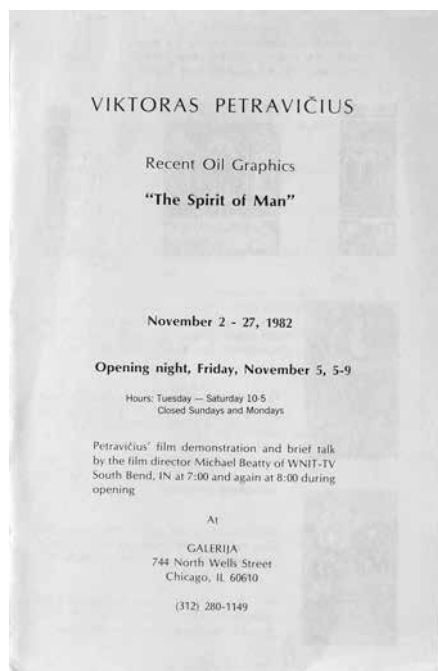 VIKTORAS PETRAVIČIUS
Recent Oil Graphics
“The Spirit of Man”
November 2 - 27, 1982
Opening night, Friday, November 5, 5-9
Hours: Tuesday — Saturday 10-5
Closed Sundays and Mondays
Petravičius’ film demonstration and brief talk
by the film director Michael Beatty of WNIT-TV
South Bend, IN at 7:00 and again at 8:00 during
opening
At
GALERIJA
744 North Wells Street
Chicago, IL 60610
(312) 280-1149